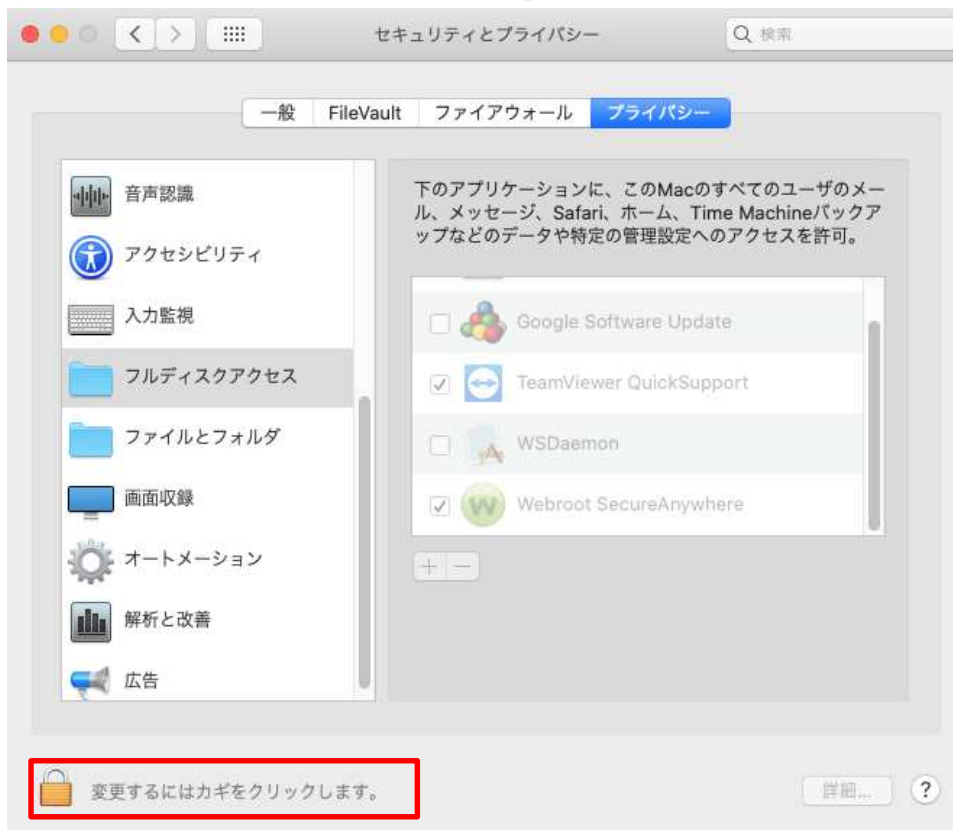 セキュリティとプライバシー
検索
一般
FileVault
ファイアウォール
プライバシー
音声認識
アクセシビリティ
入力監視
フルディスクアクセス
ファイルとフォルダ
画面収録
オートメーション
解析と改善
広告
下のアプリケーションに、このMacのすべてのユーザのメー
ル、メッセージ、Safari、ホーム、Time Machineバックア
ップなどのデータや特定の管理設定へのアクセスを許可。
Google Software Update
TeamViewer QuickSupport
WSDaemon
Webroot SecureAnywhere
+ −
変更するにはカギをクリックします。
詳細...
?